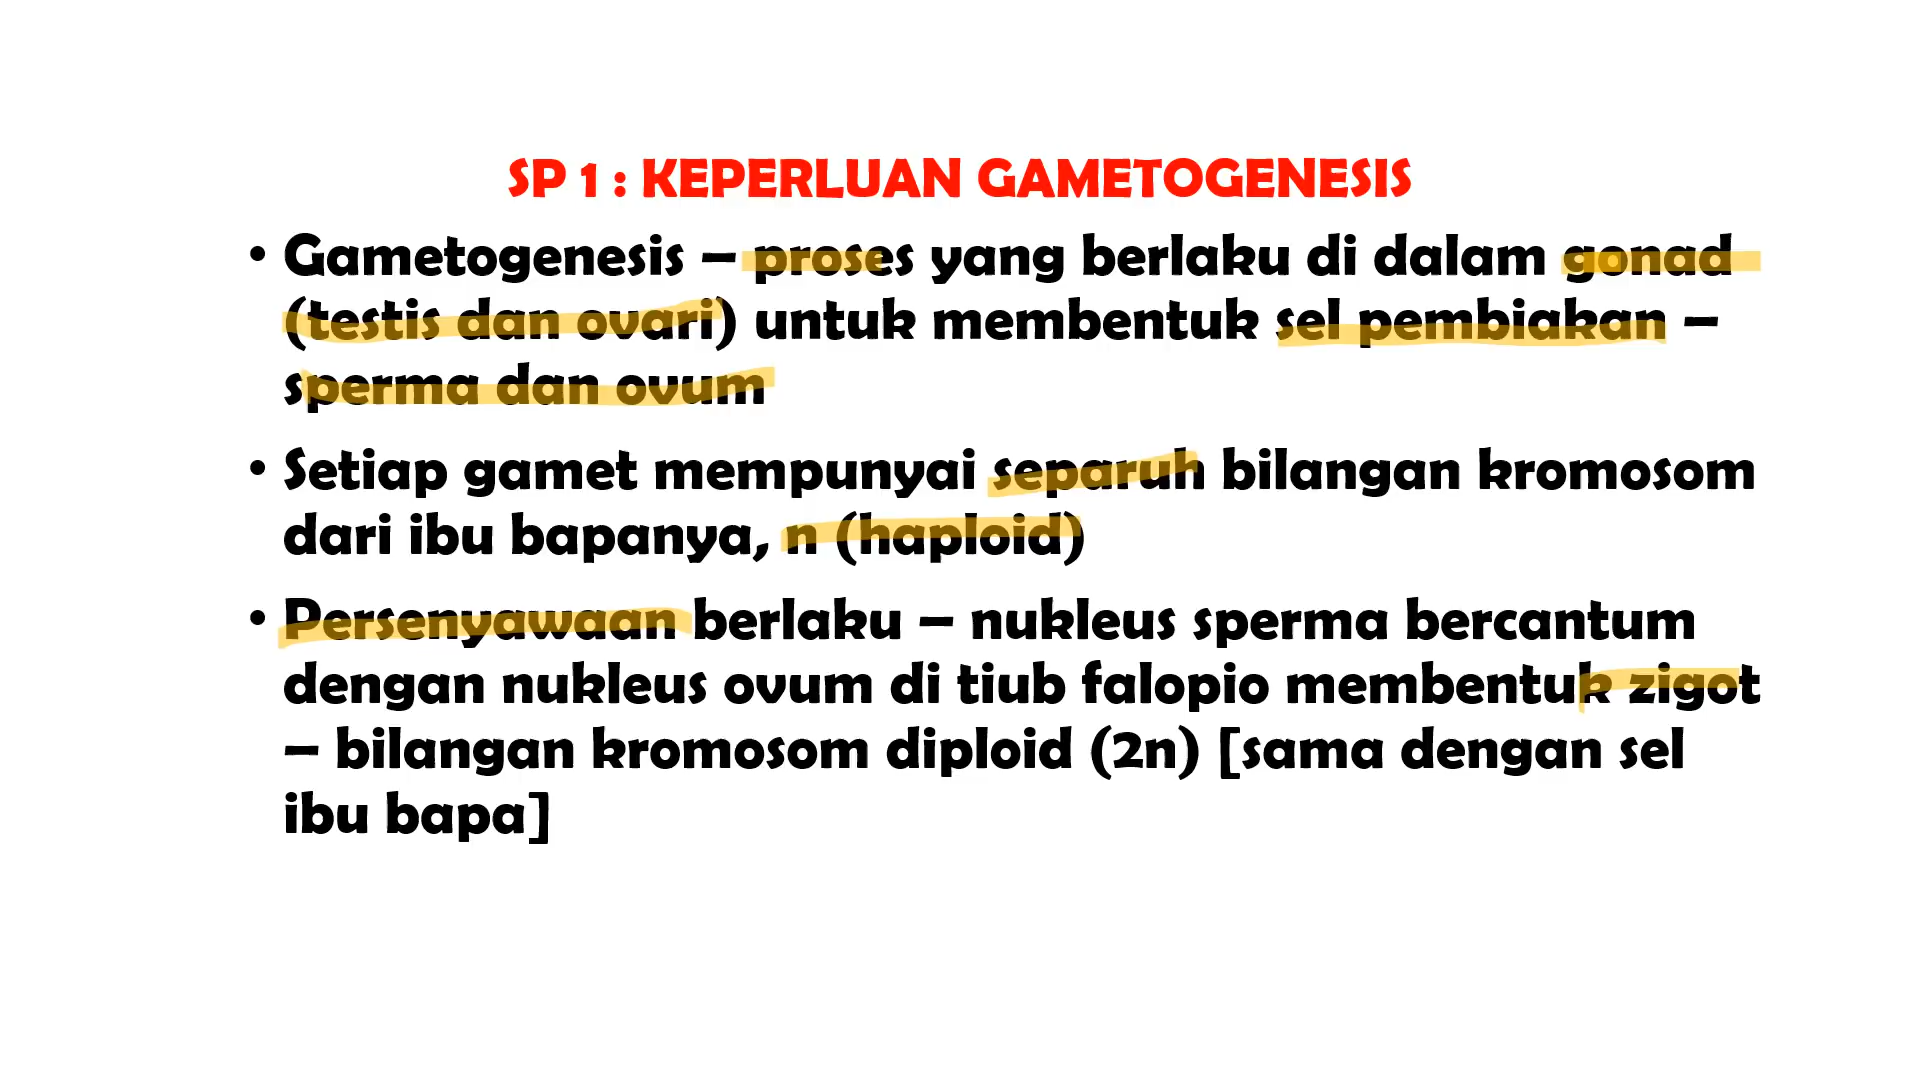 SP 1 : KEPERLUAN GAMETOGENESIS
• Gametogenesis – proses yang berlaku di dalam gonad
(testis dan ovari) untuk membentuk sel pembiakan –
sperma dan ovum
• Setiap gamet mempunyai separuh bilangan kromosom
dari ibu bapanya, n (haploid)
• Persenyawaan berlaku – nukleus sperma bercantum
dengan nukleus ovum di tiub falopio membentuk zigot
– bilangan kromosom diploid (2n) [sama dengan sel
ibu bapa]